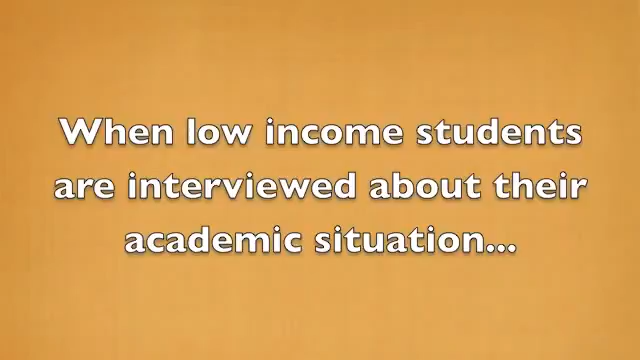 When low income students
are interviewed about their
academic situation...